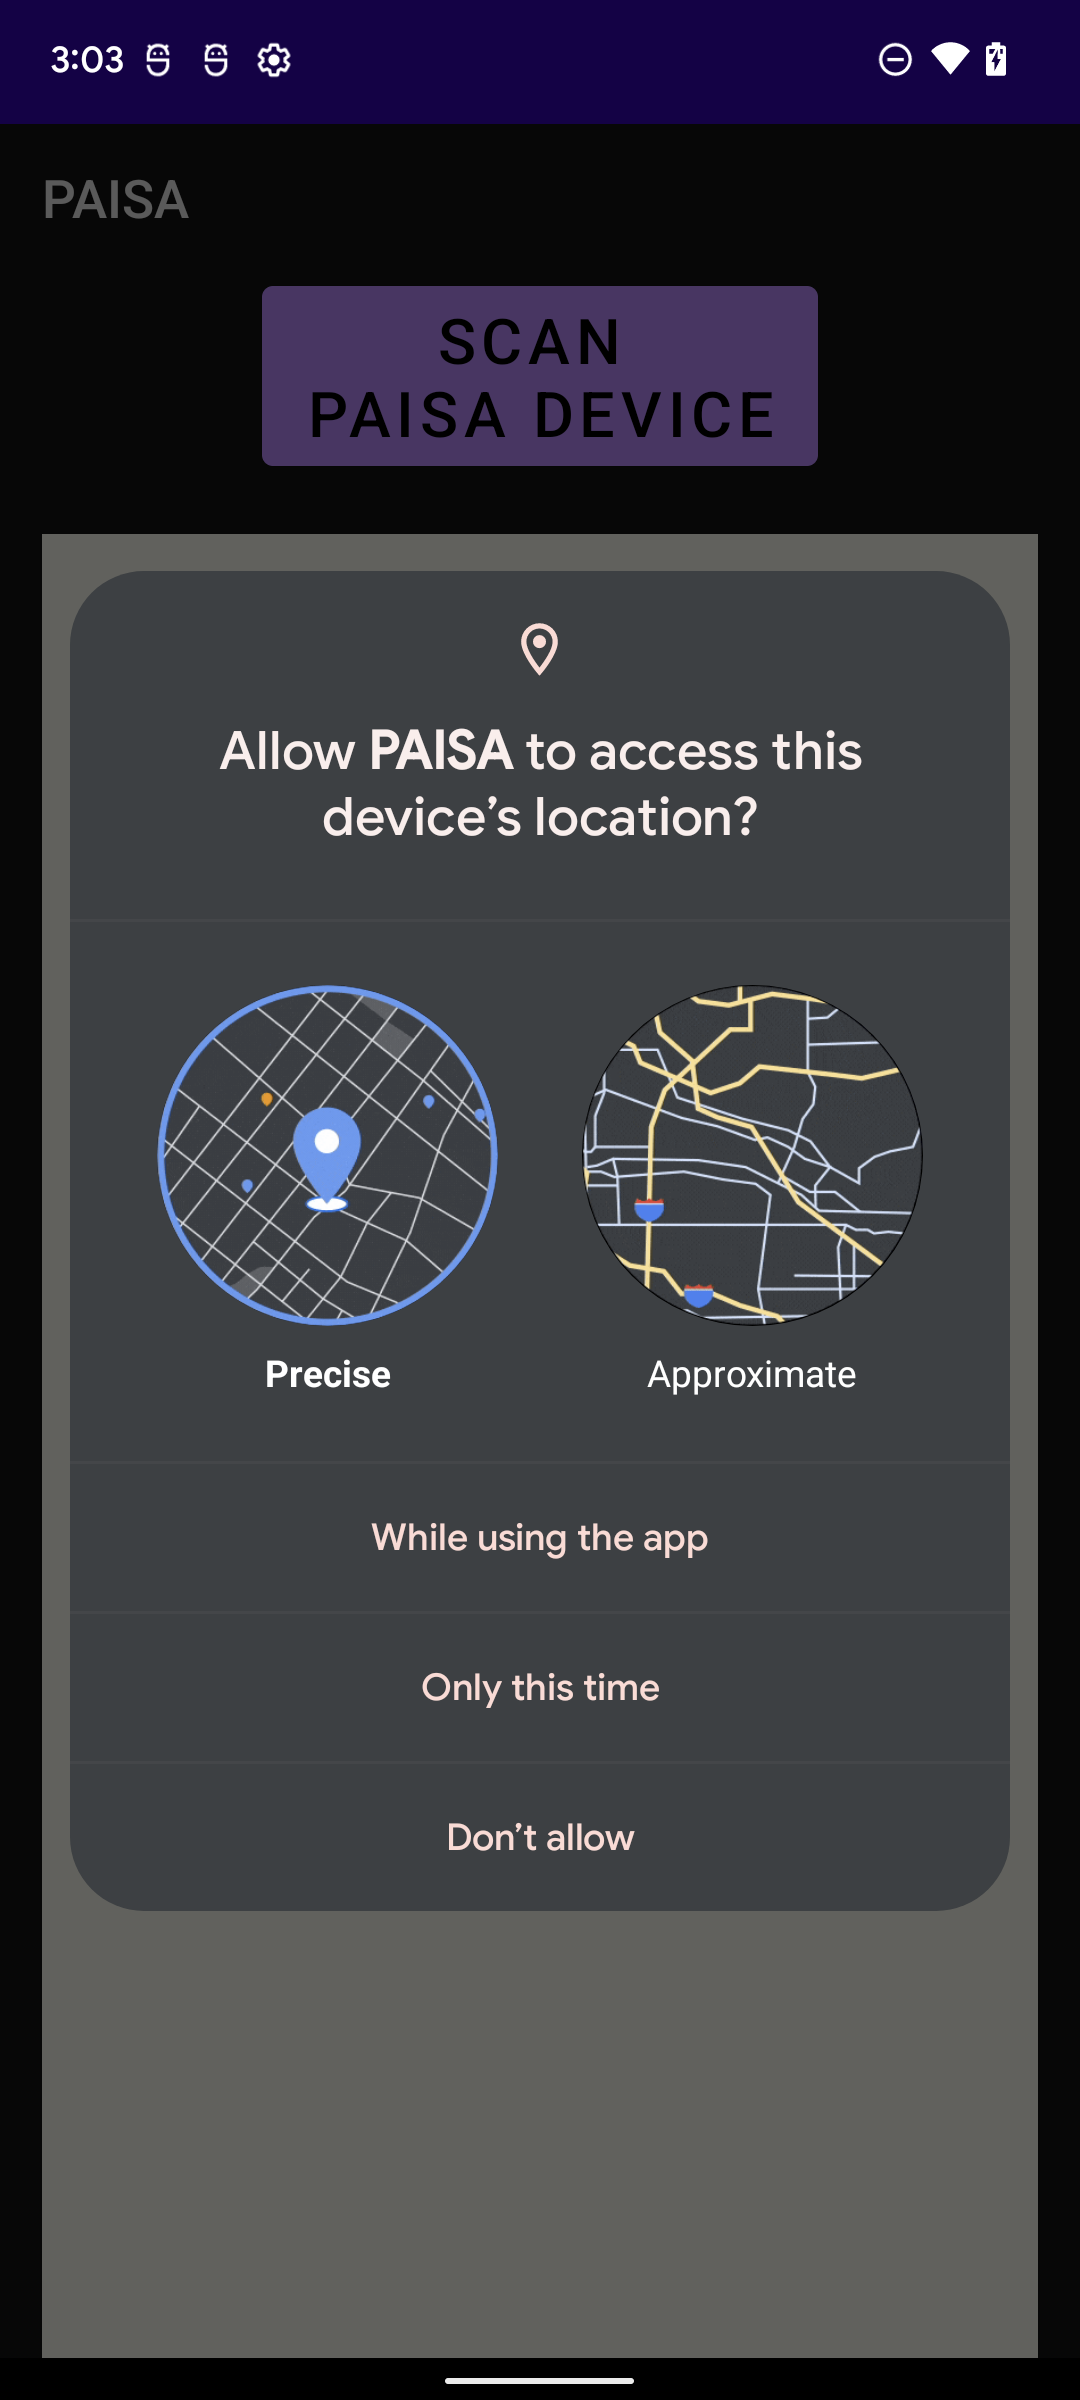 3:03
PAISA
SCAN
PAISA DEVICE
Allow PAISA to access this
device’s location?
Precise
Approximate
While using the app
Only this time
Don’t allow